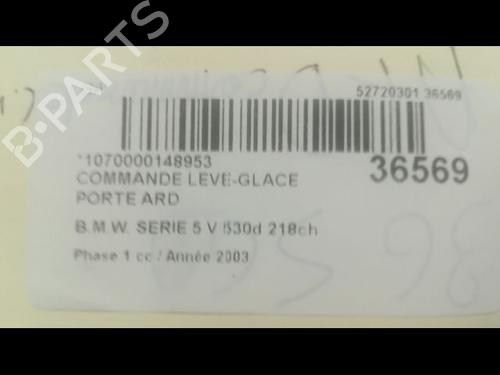 B-PARTS
52720301 36569
*1070000148953
36569
COMMANDE LEVE-GLACE
PORTE ARD
B.M.W. SERIE 5 V 530d 218ch
Phase 1 cc / Année 2003